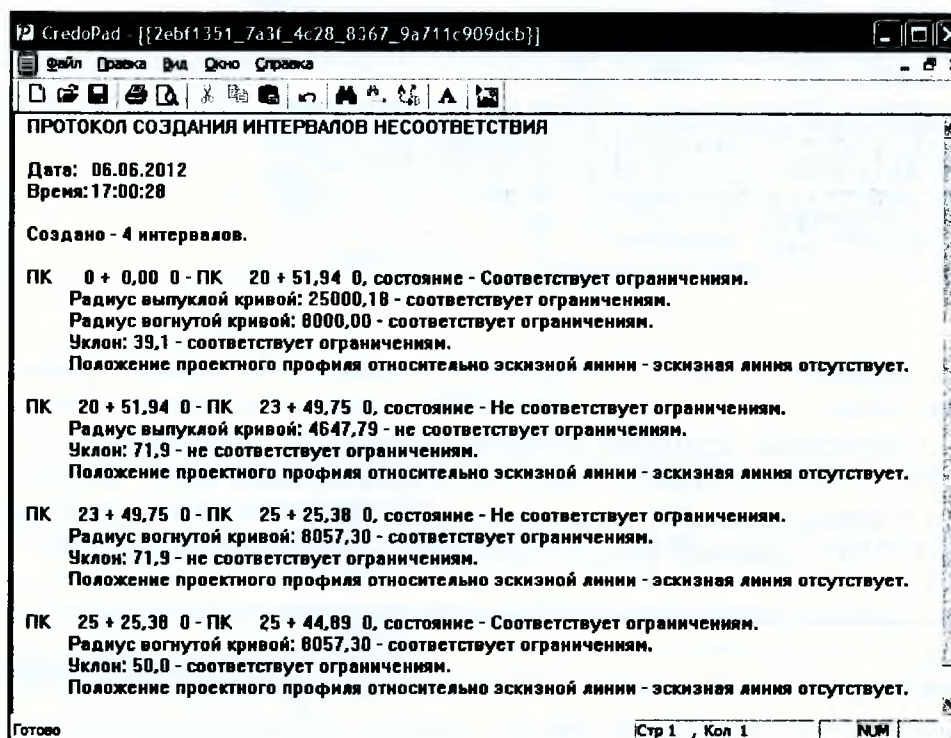 CredoPad - [{2ebf1351_7a3f_4c28_8367_9a711c909dcb}]
Файл Правка Вид Окно Справка
ПРОТОКОЛ СОЗДАНИЯ ИНТЕРВАЛОВ НЕСООТВЕТСТВИЯ
Дата: 06.06.2012
Время: 17:00:28
Создано - 4 интервалов.
ПК 0 + 0,00 0 - ПК 20 + 51,94 0, состояние - Соответствует ограничениям.
Радиус выпуклой кривой: 25000,18 - соответствует ограничениям.
Радиус вогнутой кривой: 8000,00 - соответствует ограничениям.
Уклон: 39,1 - соответствует ограничениям.
Положение проектного профиля относительно эскизной линии - эскизная линия отсутствует.
ПК 20 + 51,94 0 - ПК 23 + 49,75 0, состояние - Не соответствует ограничениям.
Радиус выпуклой кривой: 4647,79 - не соответствует ограничениям.
Уклон: 71,9 - не соответствует ограничениям.
Положение проектного профиля относительно эскизной линии - эскизная линия отсутствует.
ПК 23 + 49,75 0 - ПК 25 + 25,38 0, состояние - Не соответствует ограничениям.
Радиус вогнутой кривой: 8057,30 - соответствует ограничениям.
Уклон: 71,9 - не соответствует ограничениям.
Положение проектного профиля относительно эскизной линии - эскизная линия отсутствует.
ПК 25 + 25,38 0 - ПК 25 + 44,89 0, состояние - Соответствует ограничениям.
Радиус вогнутой кривой: 8057,30 - соответствует ограничениям.
Уклон: 50,0 - соответствует ограничениям.
Положение проектного профиля относительно эскизной линии - эскизная линия отсутствует.
Готово Стр 1 , Кол 1 NUM